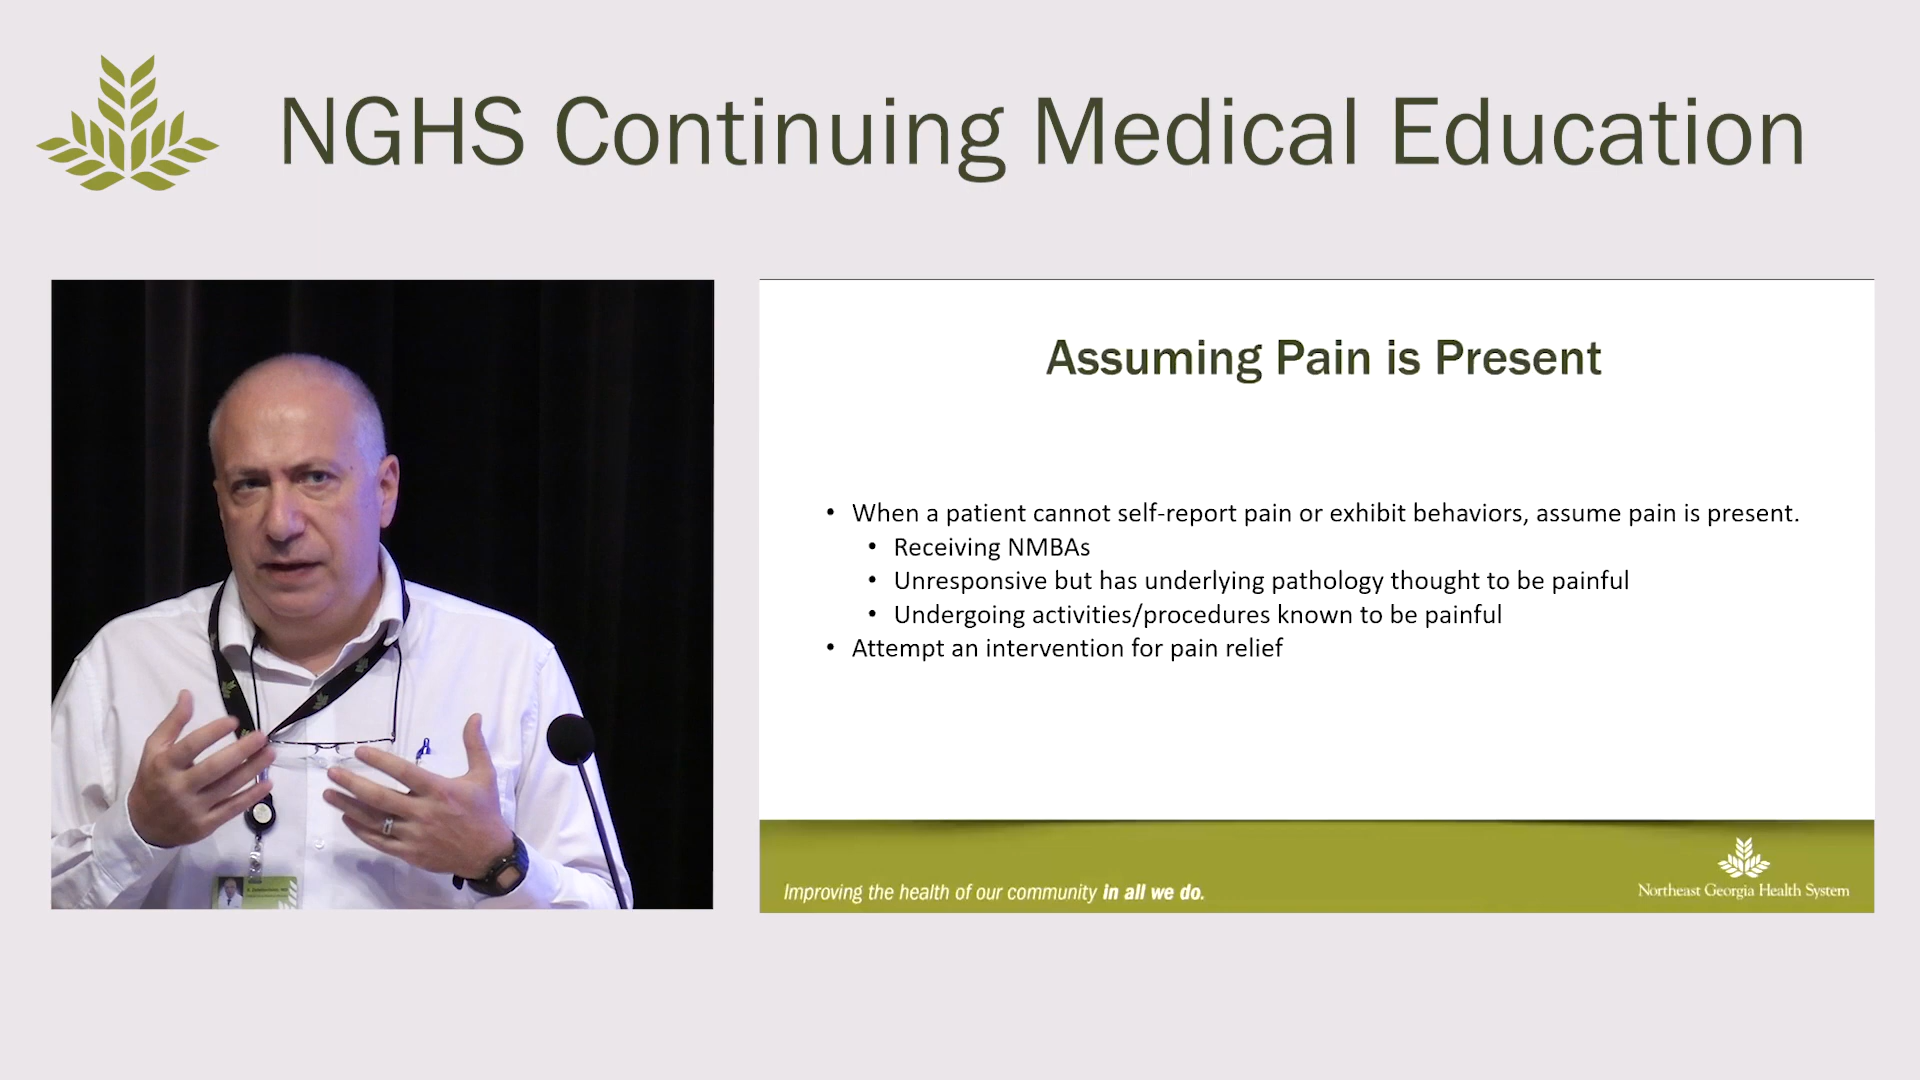 NGHS Continuing Medical Education
Assuming Pain is Present
• When a patient cannot self-report pain or exhibit behaviors, assume pain is present.
• Receiving NMBAs
• Unresponsive but has underlying pathology thought to be painful
• Undergoing activities/procedures known to be painful
• Attempt an intervention for pain relief
Improving the health of our community in all we do.
Northeast Georgia Health System